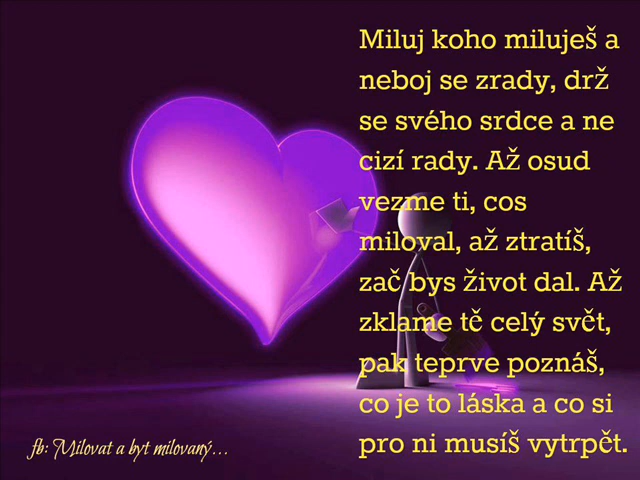 Miluj koho miluješ a
neboj se zrady, drž
se svého srdce a ne
cizí rady. Až osud
vezme ti, cos
miloval, až ztratíš,
zač bys život dal. Až
zklame tě celý svět,
pak teprve poznáš,
co je to láska a co si
pro ni musíš vytrpět.
fb: Milovat a byt milovaný...